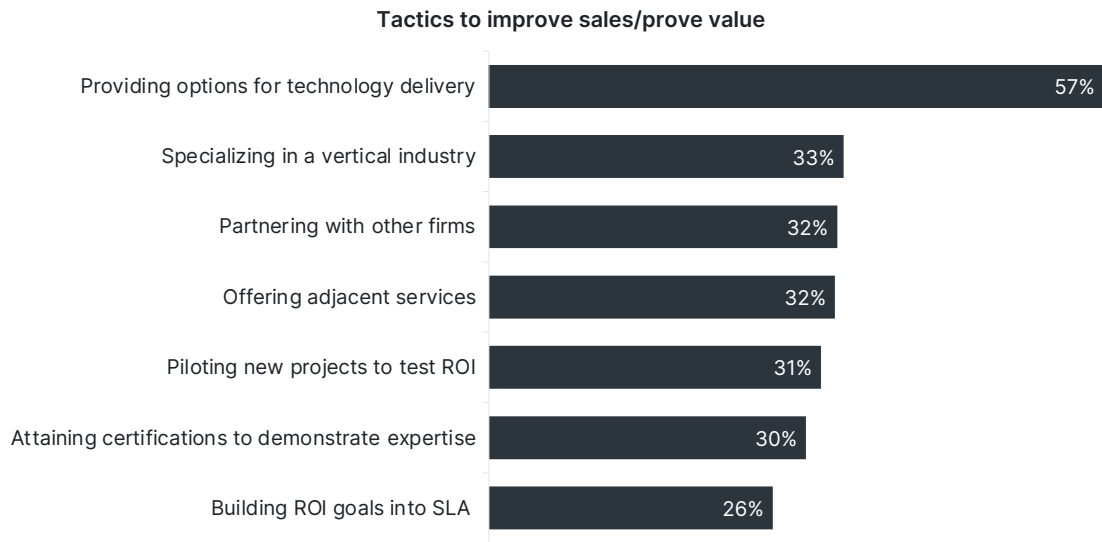 Tactics to improve sales/prove value
Providing options for technology delivery 57%
Specializing in a vertical industry 33%
Partnering with other firms 32%
Offering adjacent services 32%
Piloting new projects to test ROI 31%
Attaining certifications to demonstrate expertise 30%
Building ROI goals into SLA 26%